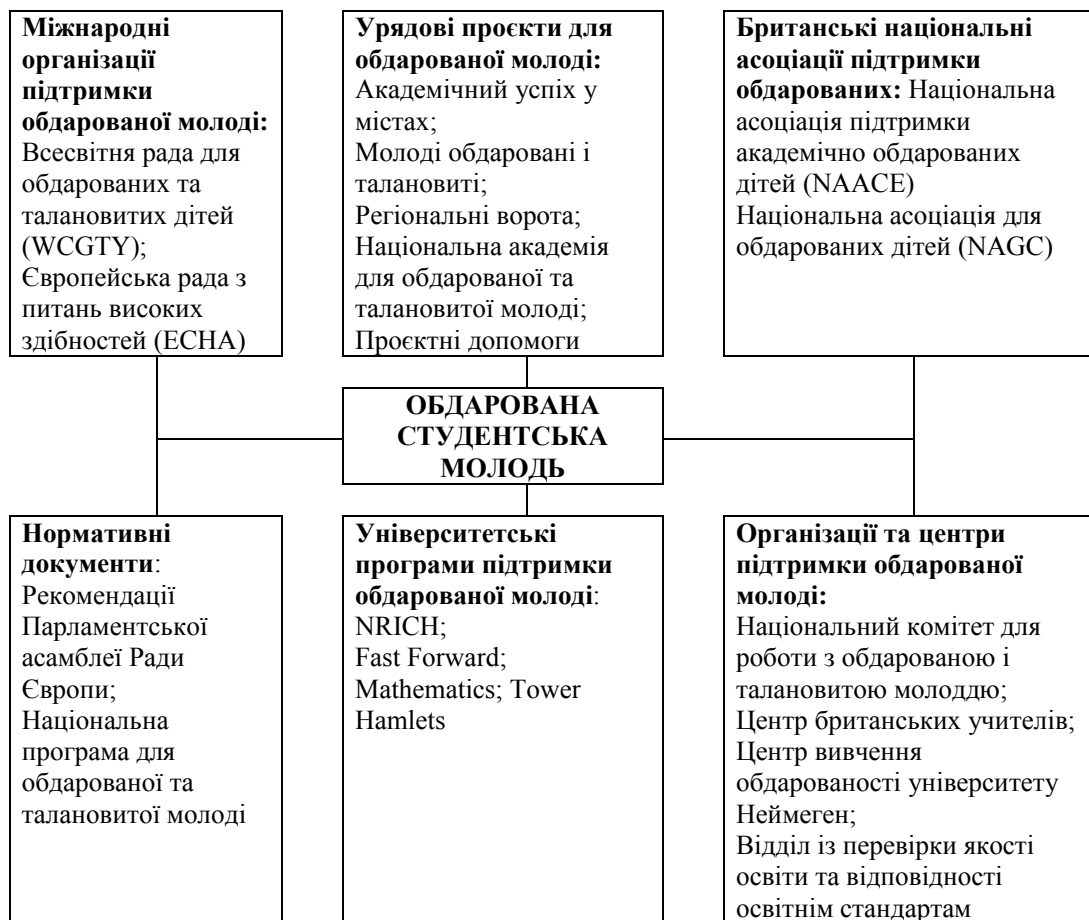 Міжнародні
організації
підтримки
обдарованої молоді:
Всесвітня рада для
обдарованих та
талановитих дітей
(WCGTY);
Європейська рада з
питань високих
здібностей (ECHA)
Урядові проєкти для
обдарованої молоді:
Академічний успіх у
містах;
Молоді обдаровані і
талановиті;
Регіональні ворота;
Національна академія
для обдарованої та
талановитої молоді;
Проєктні допомоги
Британські національні
асоціації підтримки
обдарованих: Національна
асоціація підтримки
академічно обдарованих
дітей (NAACE)
Національна асоціація для
обдарованих дітей (NAGC)
ОБДАРОВАНА
СТУДЕНТСЬКА
МОЛОДЬ
Нормативні
документи:
Рекомендації
Парламентської
асамблеї Ради
Європи;
Національна
програма для
обдарованої та
талановитої молоді
Університетські
програми підтримки
обдарованої молоді:
NRICH;
Fast Forward;
Mathematics; Tower
Hamlets
Організації та центри
підтримки обдарованої
молоді:
Національний комітет для
роботи з обдарованою і
талановитою молоддю;
Центр британських учителів;
Центр вивчення
обдарованості університету
Неймеген;
Відділ із перевірки якості
освіти та відповідності
освітнім стандартам